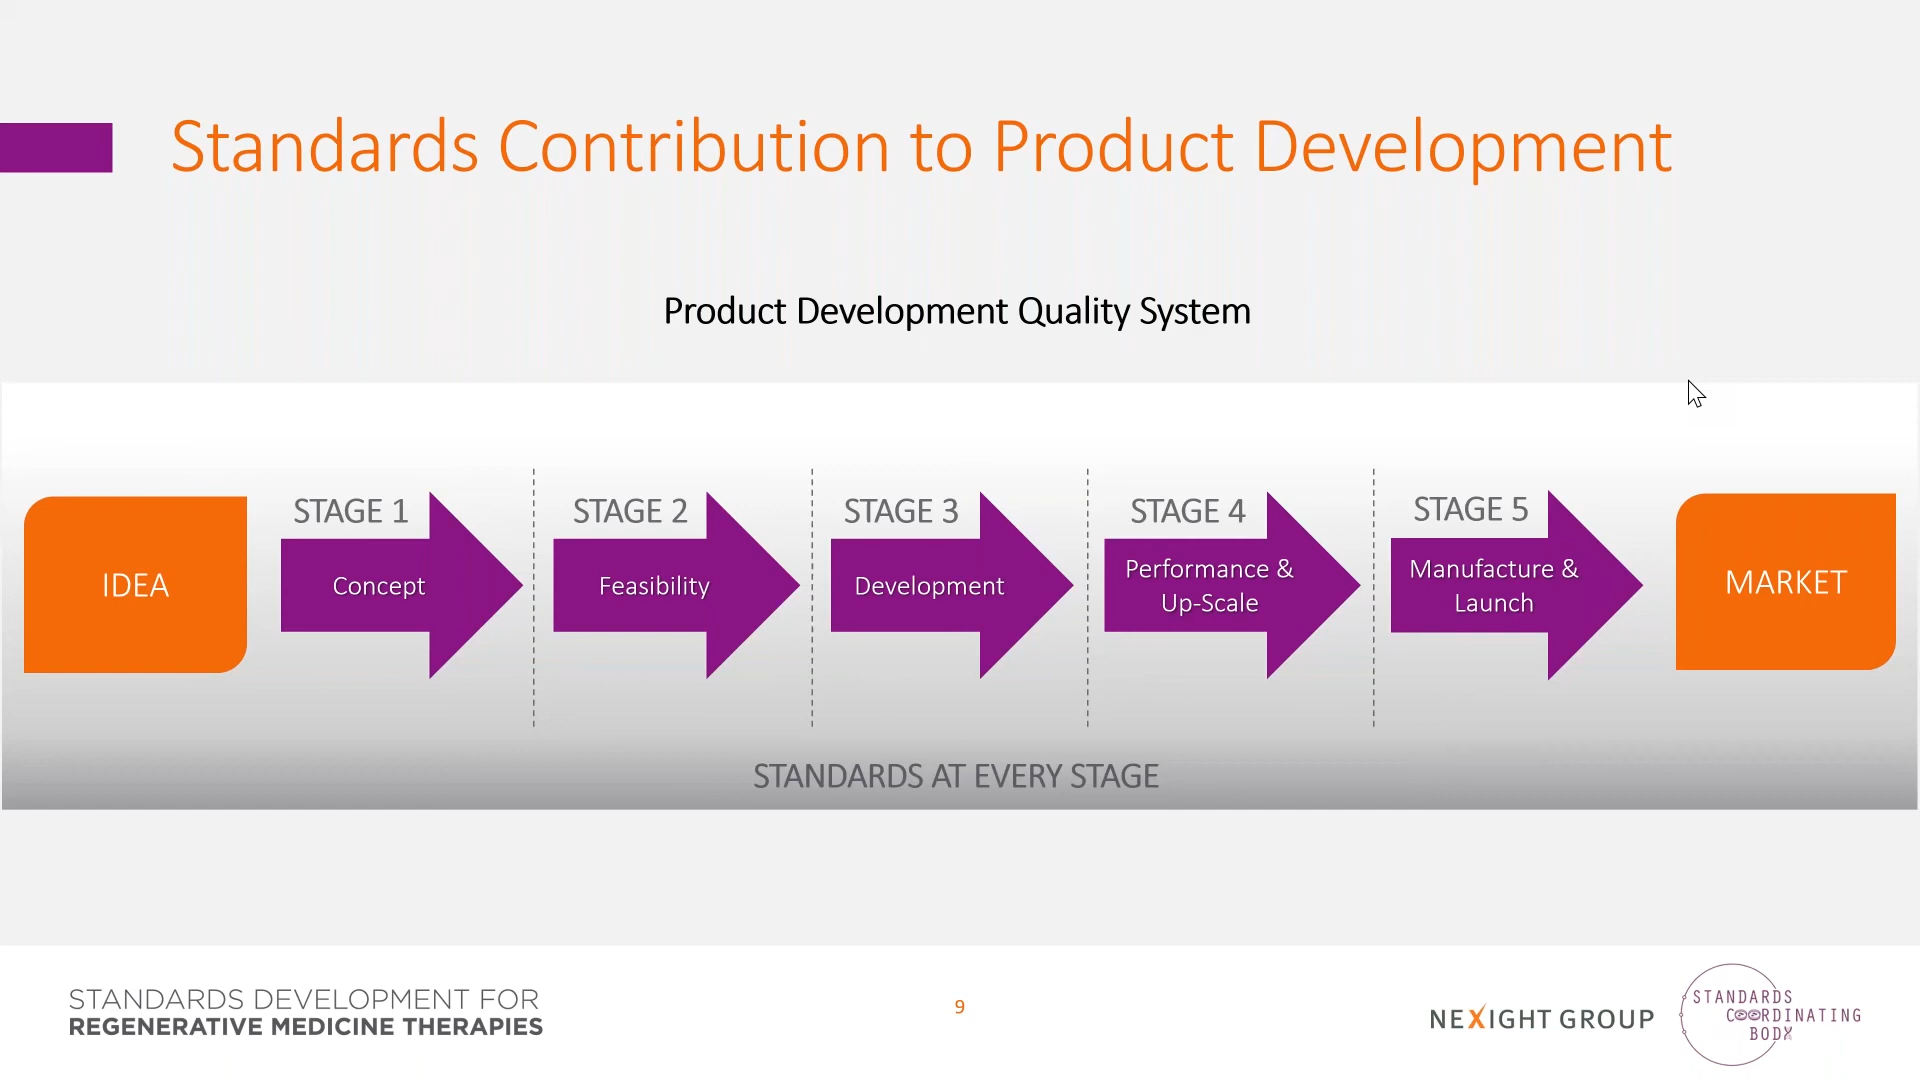 Standards Contribution to Product Development
Product Development Quality System
IDEA
STAGE 1
Concept
STAGE 2
Feasibility
STAGE 3
Development
STAGE 4
Performance &
Up-Scale
STAGE 5
Manufacture &
Launch
MARKET
STANDARDS AT EVERY STAGE
STANDARDS DEVELOPMENT FOR
REGENERATIVE MEDICINE THERAPIES
9
NEXIGHT GROUP
STANDARDS
COORDINATING
BODY